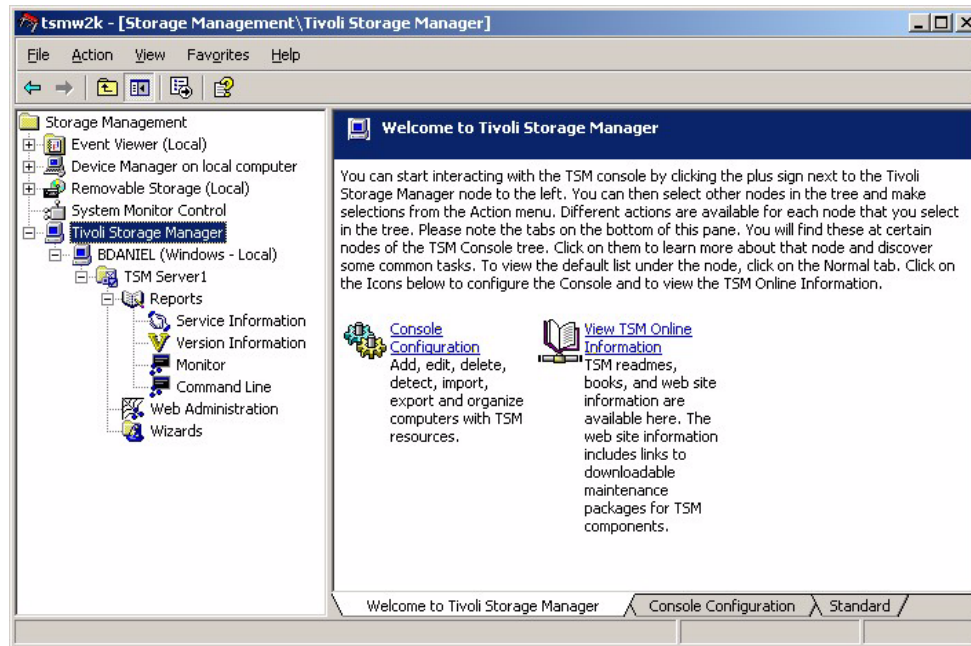 tsmw2k - [Storage Management\Tivoli Storage Manager]
File Action View Favorites Help
Storage Management
Event Viewer (Local)
Device Manager on local computer
Removable Storage (Local)
System Monitor Control
Tivoli Storage Manager
BDANIEL (Windows - Local)
TSM Server1
Reports
Service Information
Version Information
Monitor
Command Line
Web Administration
Wizards
Welcome to Tivoli Storage Manager
You can start interacting with the TSM console by clicking the plus sign next to the Tivoli
Storage Manager node to the left. You can then select other nodes in the tree and make
selections from the Action menu. Different actions are available for each node that you select
in the tree. Please note the tabs on the bottom of this pane. You will find these at certain
nodes of the TSM Console tree. Click on them to learn more about that node and discover
some common tasks. To view the default list under the node, click on the Normal tab. Click on
the Icons below to configure the Console and to view the TSM Online Information.
Console
Configuration
Add, edit, delete,
detect, import,
export and organize
computers with TSM
resources.
View TSM Online
Information
TSM readmes,
books, and web site
information are
available here. The
web site information
includes links to
downloadable
maintenance
packages for TSM
components.
Welcome to Tivoli Storage Manager
Console Configuration
Standard